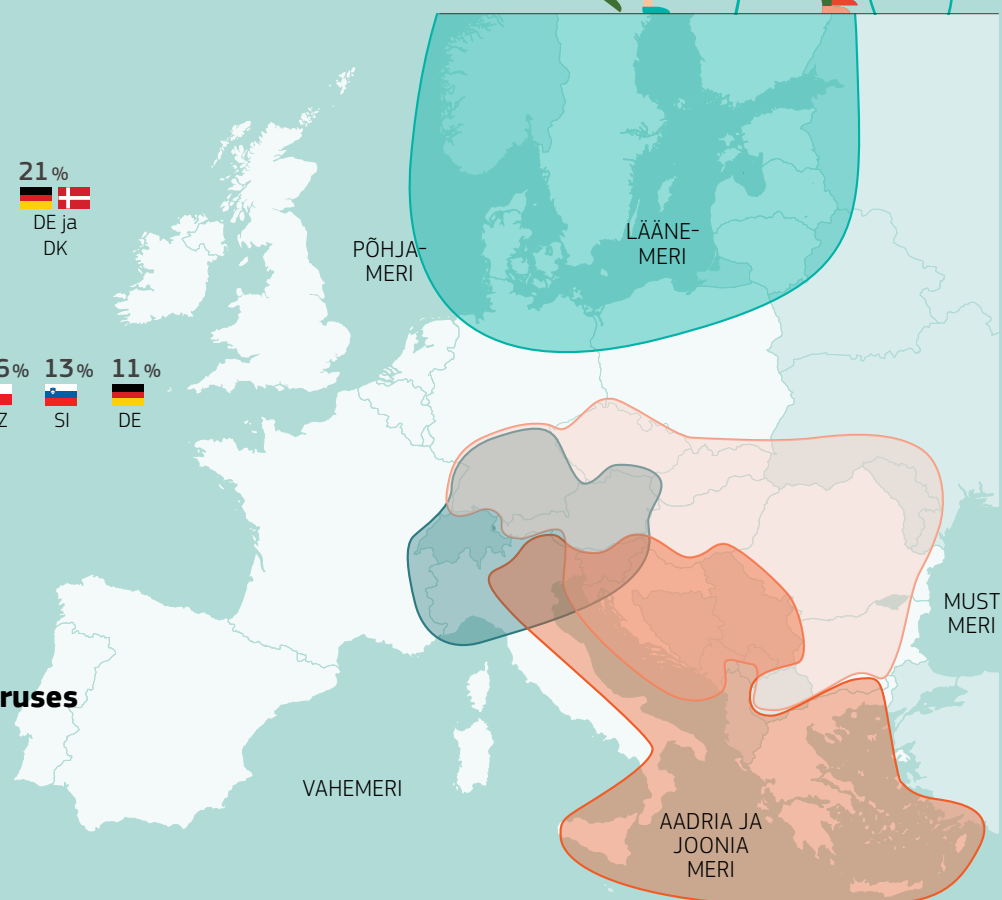 21 %
DE ja
DK
PÕHJA-
MERI
LÄÄNE-
MERI
13 % 11 %
SI DE
MUST
MERI
VAHEMERI
AADRIA JA
JOONIA
MERI